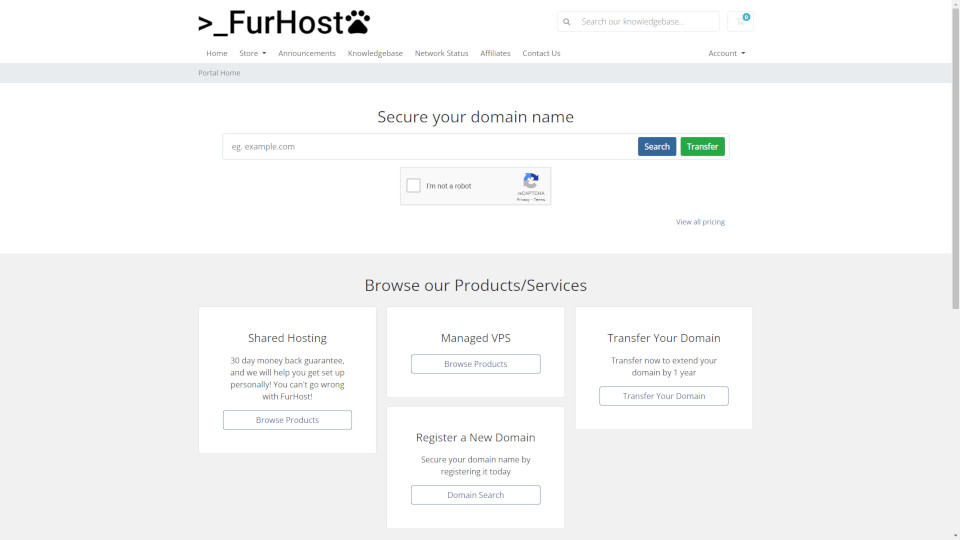 >_FurHost
Search our knowledgebase...
0
Home
Store
Announcements
Knowledgebase
Network Status
Affiliates
Contact Us
Account
Portal Home
Secure your domain name
eg. example.com
Search
Transfer
I'm not a robot
reCAPTCHA
Privacy - Terms
View all pricing
Browse our Products/Services
Shared Hosting
30 day money back guarantee,
and we will help you get set up
personally! You can't go wrong
with FurHost!
Browse Products
Managed VPS
Browse Products
Transfer Your Domain
Transfer now to extend your
domain by 1 year
Transfer Your Domain
Register a New Domain
Secure your domain name by
registering it today
Domain Search